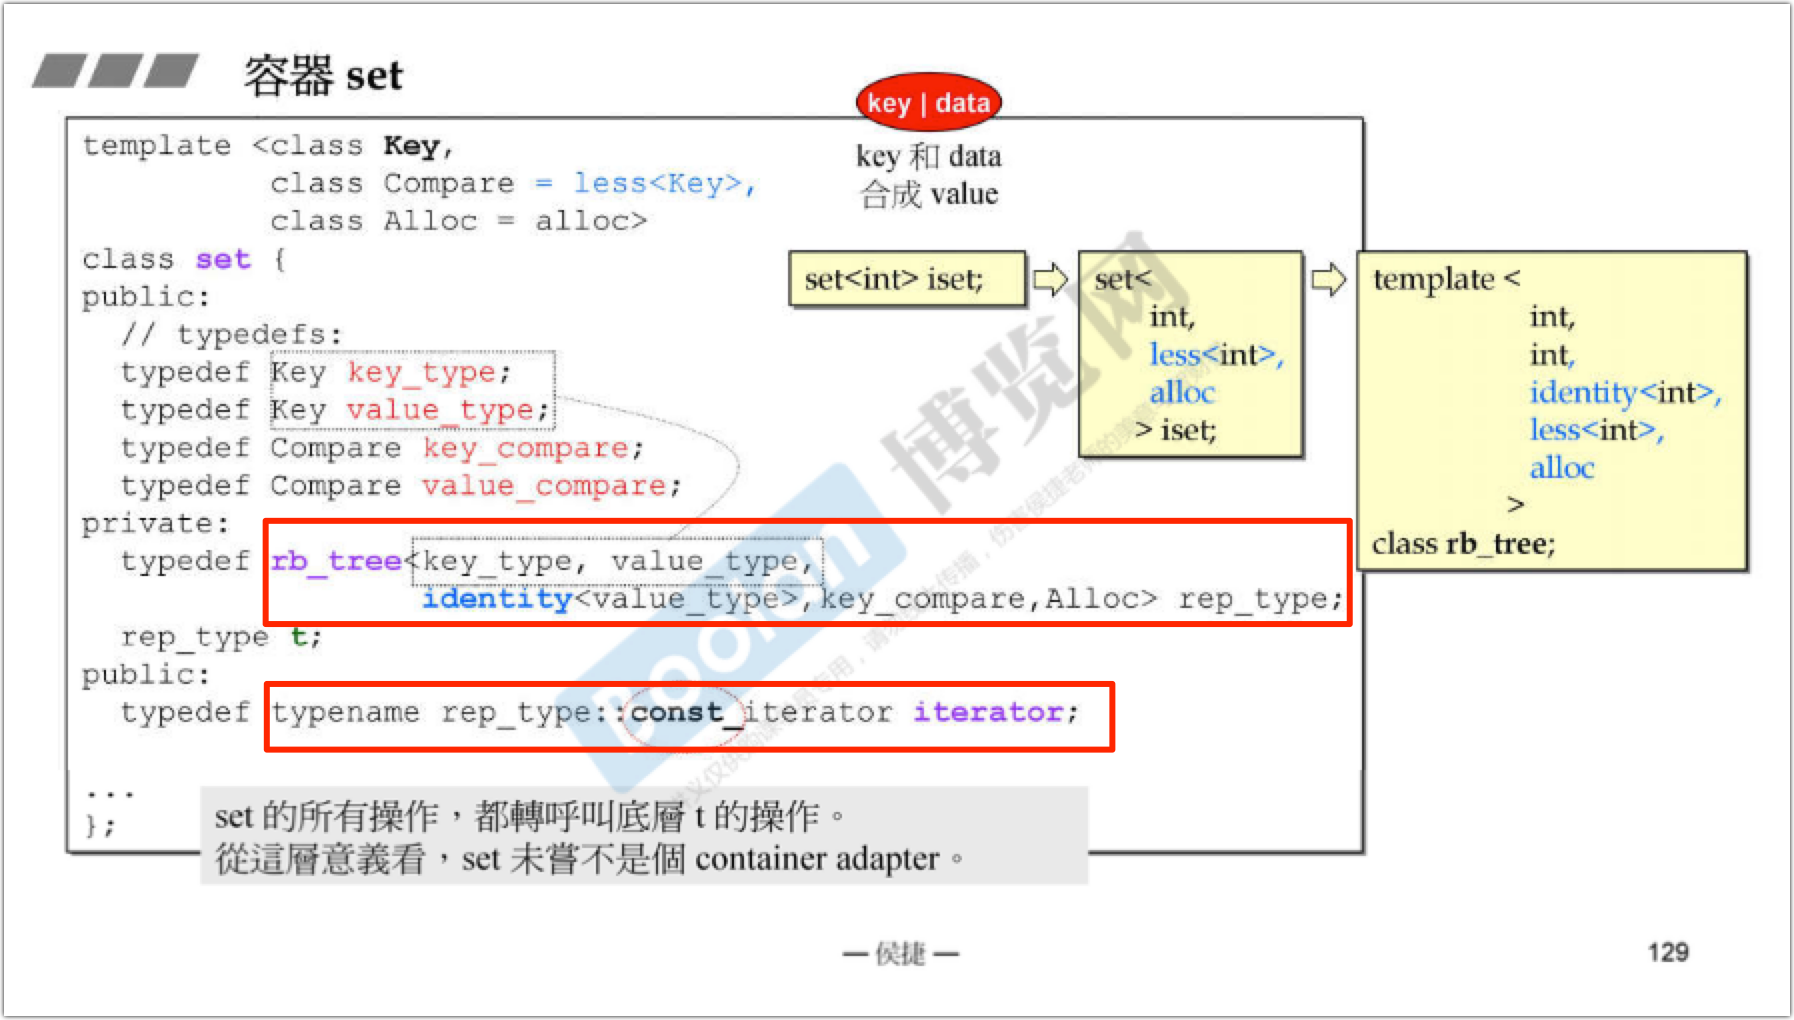 容器 set
key | data
key 和 data
合成 value
template <class Key,
class Compare = less<Key>,
class Alloc = alloc>
class set {
public:
// typedefs:
typedef Key key_type;
typedef Key value_type;
typedef Compare key_compare;
typedef Compare value_compare;
private:
typedef rb_tree<key_type, value_type,
identity<value_type>,key_compare,Alloc> rep_type;
rep_type t;
public:
typedef typename rep_type::const_iterator iterator;
...
};
set<int> iset;
set<
int,
less<int>,
alloc
> iset;
template <
int,
int,
identity<int>,
less<int>,
alloc
>
class rb_tree;
set 的所有操作，都轉呼叫底層 t 的操作。
從這層意義看，set 未嘗不是個 container adapter。
boolan
博览网
— 侯捷 —
129